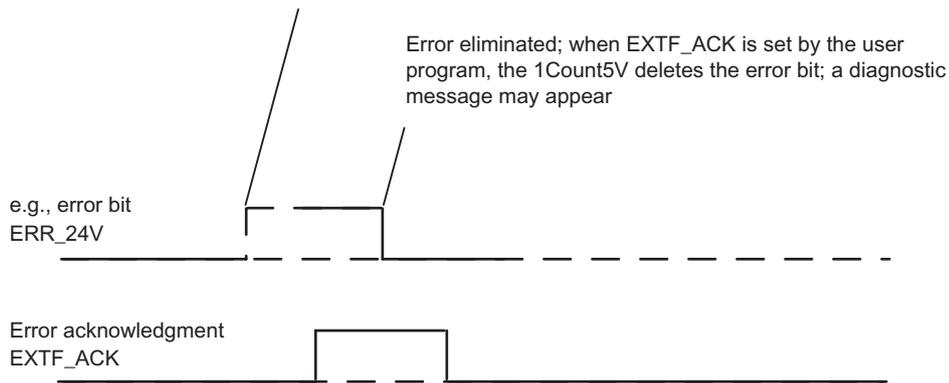 Error eliminated; when EXTF_ACK is set by the user
program, the 1Count5V deletes the error bit; a diagnostic
message may appear
e.g., error bit
ERR_24V
Error acknowledgment
EXTF_ACK